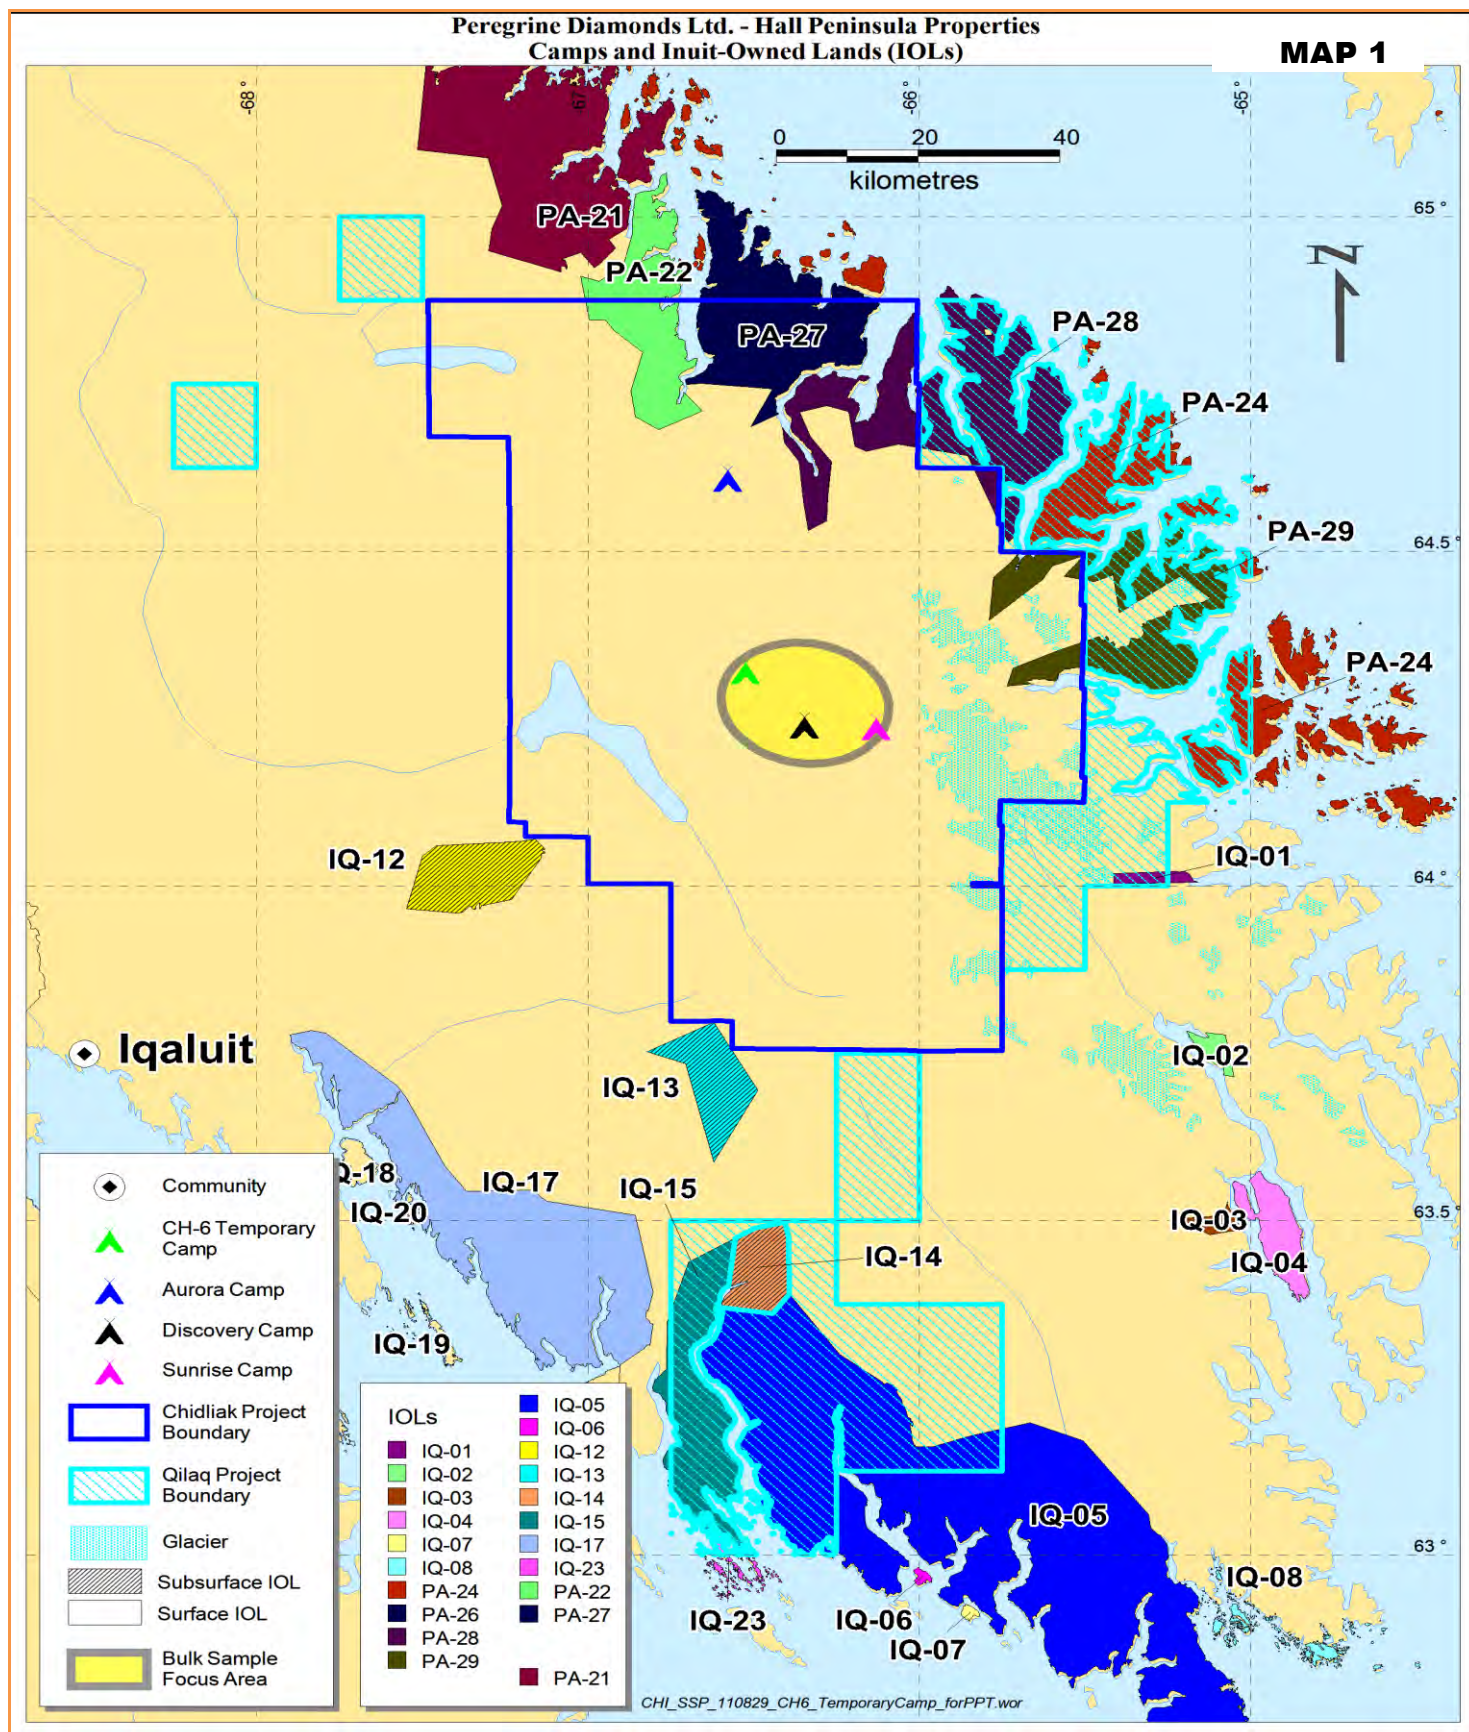 Peregrine Diamonds Ltd. - Hall Peninsula Properties
Camps and Inuit-Owned Lands (IOLs)
MAP 1
-68
-67
-66
-65
0 20 40
kilometres
65 °
N
PA-21
PA-22
PA-27
PA-28
PA-24
PA-29
64.5 °
PA-24
IQ-12
IQ-01
64 °
Iqaluit
IQ-02
IQ-13
Q-18
IQ-17
IQ-15
IQ-20
IQ-03
63.5 °
IQ-14
IQ-04
IQ-19
IQ-05
63 °
IQ-08
IQ-23
IQ-06
IQ-07
Community
CH-6 Temporary
Camp
Aurora Camp
Discovery Camp
Sunrise Camp
Chidliak Project
Boundary
Qilaq Project
Boundary
Glacier
Subsurface IOL
Surface IOL
Bulk Sample
Focus Area
IOLs
IQ-01
IQ-02
IQ-03
IQ-04
IQ-07
IQ-08
PA-24
PA-26
PA-28
PA-29
IQ-05
IQ-06
IQ-12
IQ-13
IQ-14
IQ-15
IQ-17
IQ-23
PA-22
PA-27
PA-21
CHI_SSP_110829_CH6_TemporaryCamp_forPPT.wor